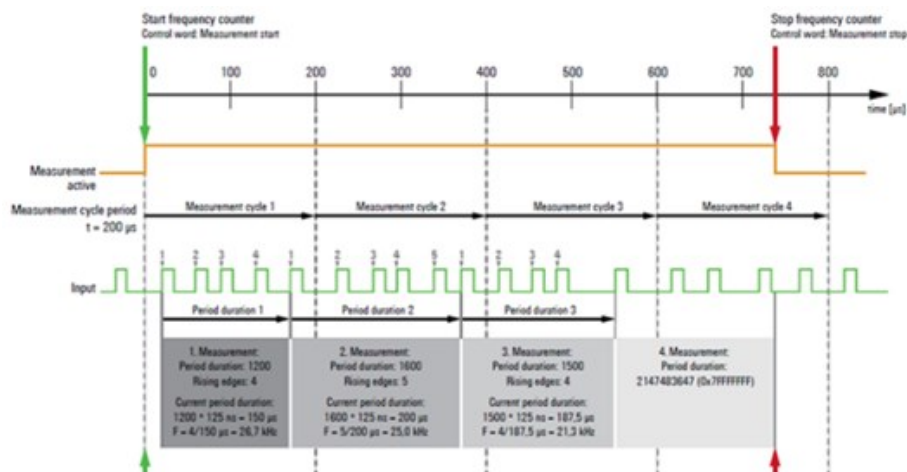 Start frequency counter
Control word: Measurement start
Stop frequency counter
Control word: Measurement stop
0 100 200 300 400 500 600 700 800
time [µs]
Measurement
active
Measurement cycle period
t = 200 µs
Measurement cycle 1
Measurement cycle 2
Measurement cycle 3
Measurement cycle 4
1 2 3 4 1 2 3 4 5 1 2 3 4
Input
Period duration 1
Period duration 2
Period duration 3
1. Measurement:
Period duration: 1200
Rising edges: 4
Current period duration:
1200 * 125 ns = 150 µs
F = 4/150 µs = 26,7 kHz
2. Measurement:
Period duration: 1600
Rising edges: 5
Current period duration:
1600 * 125 ns = 200 µs
F = 5/200 µs = 25,0 kHz
3. Measurement:
Period duration: 1500
Rising edges: 4
Current period duration:
1500 * 125 ns = 187,5 µs
F = 4/187,5 µs = 21,3 kHz
4. Measurement:
Period duration:
2147483647 (0x7FFFFFFF)